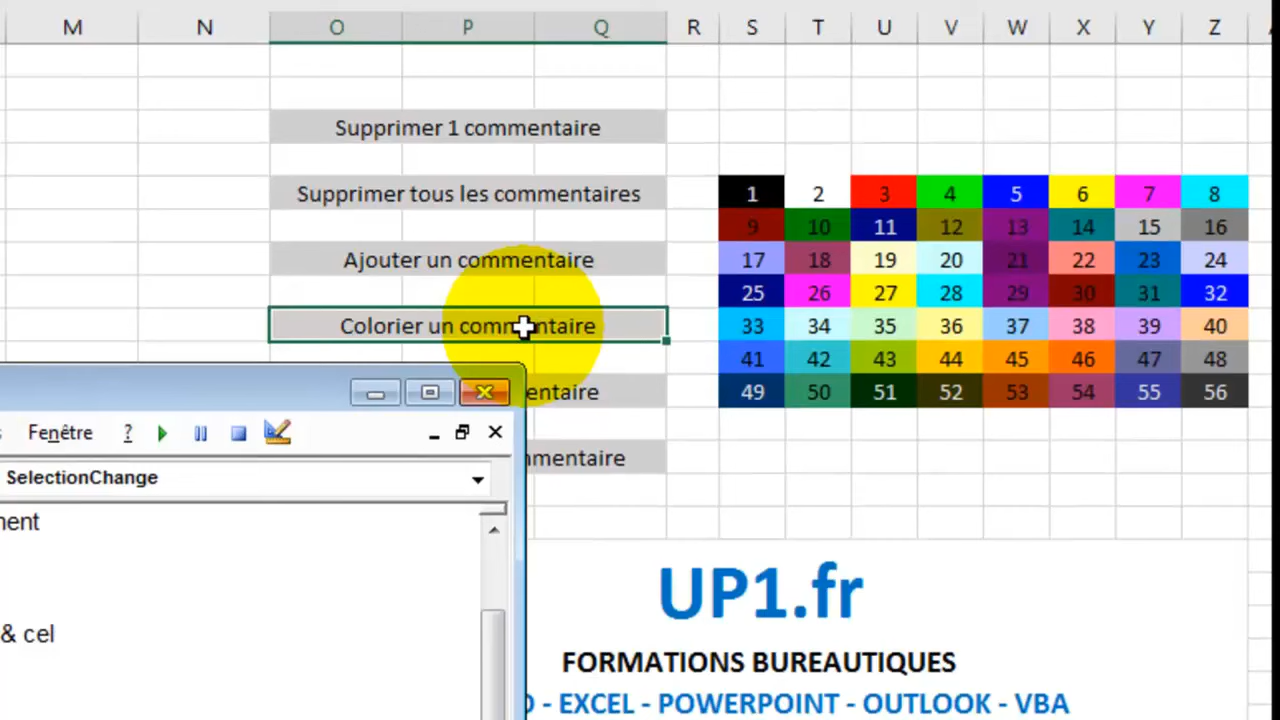 M N O P Q R S T U V W X Y Z
Supprimer 1 commentaire
Supprimer tous les commentaires
1 2 3 4 5 6 7 8
9 10 11 12 13 14 15 16
Ajouter un commentaire
17 18 19 20 21 22 23 24
25 26 27 28 29 30 31 32
Colorier un commentaire
33 34 35 36 37 38 39 40
41 42 43 44 45 46 47 48
entaire
49 50 51 52 53 54 55 56
Fenêtre ?
mmentaire
SelectionChange
nent
& cel
UP1.fr
FORMATIONS BUREAUTIQUES
- EXCEL - POWERPOINT - OUTLOOK - VBA